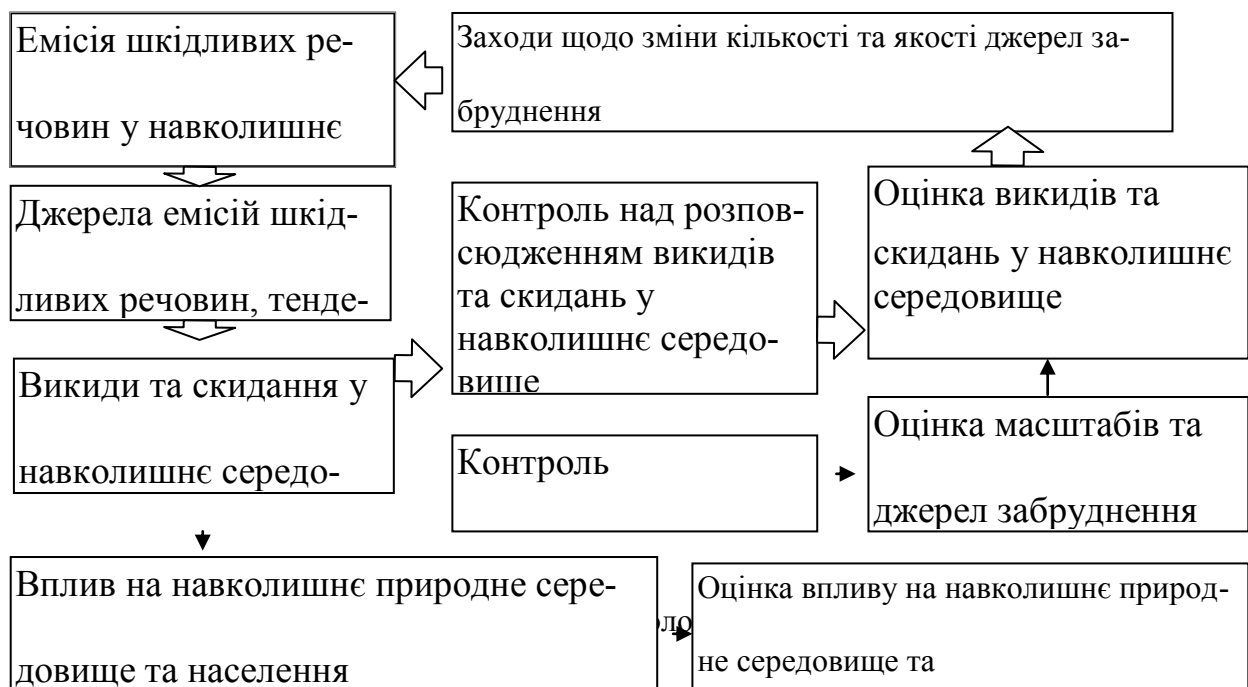 Емісія шкідливих ре-
човин у навколишнє
Заходи щодо зміни кількості та якості джерел за-
бруднення
Джерела емісій шкід-
ливих речовин, тенде-
Контроль над розпов-
сюдженням викидів
та скидань у
навколишнє середо-
више
Оцінка викидів та
скидань у навколишнє
середовище
Викиди та скидання у
навколишнє середо-
Контроль
Оцінка масштабів та
джерел забруднення
Вплив на навколишнє природне сере-
довище та населення
Оцінка впливу на навколишнє природ-
не середовище та